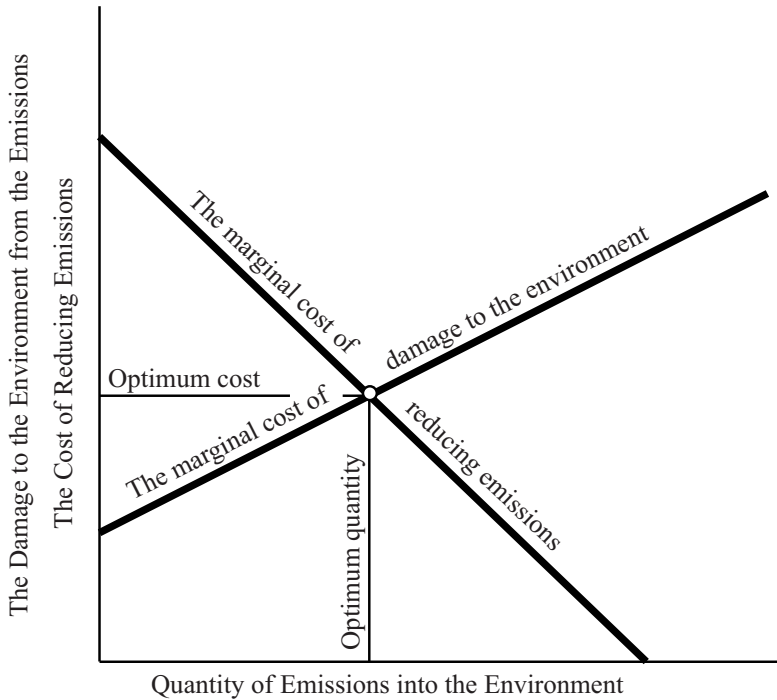 The Damage to the Environment from the Emissions
The Cost of Reducing Emissions
The marginal cost of
reducing emissions
The marginal cost of
damage to the environment
Optimum cost
Optimum quantity
Quantity of Emissions into the Environment